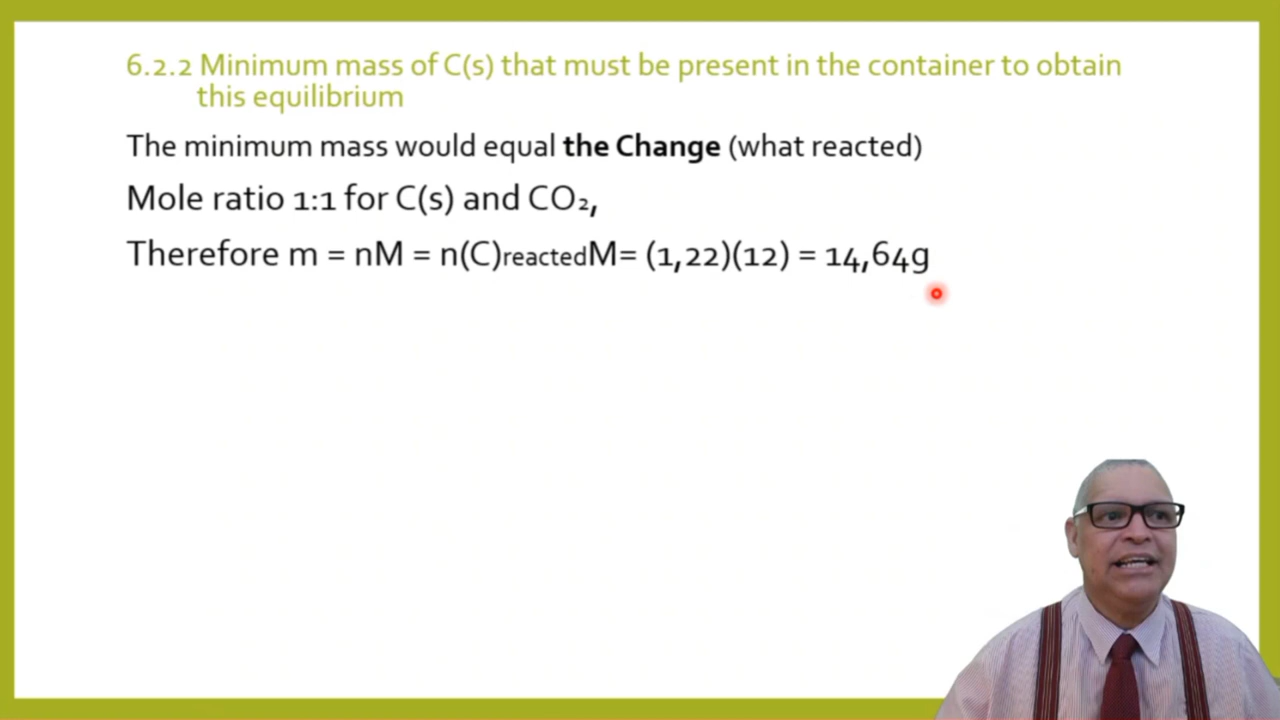 6.2.2 Minimum mass of C(s) that must be present in the container to obtain
this equilibrium
The minimum mass would equal the Change (what reacted)
Mole ratio 1:1 for C(s) and CO₂,
Therefore m = nM = n(C)reactedM= (1,22)(12) = 14,64g